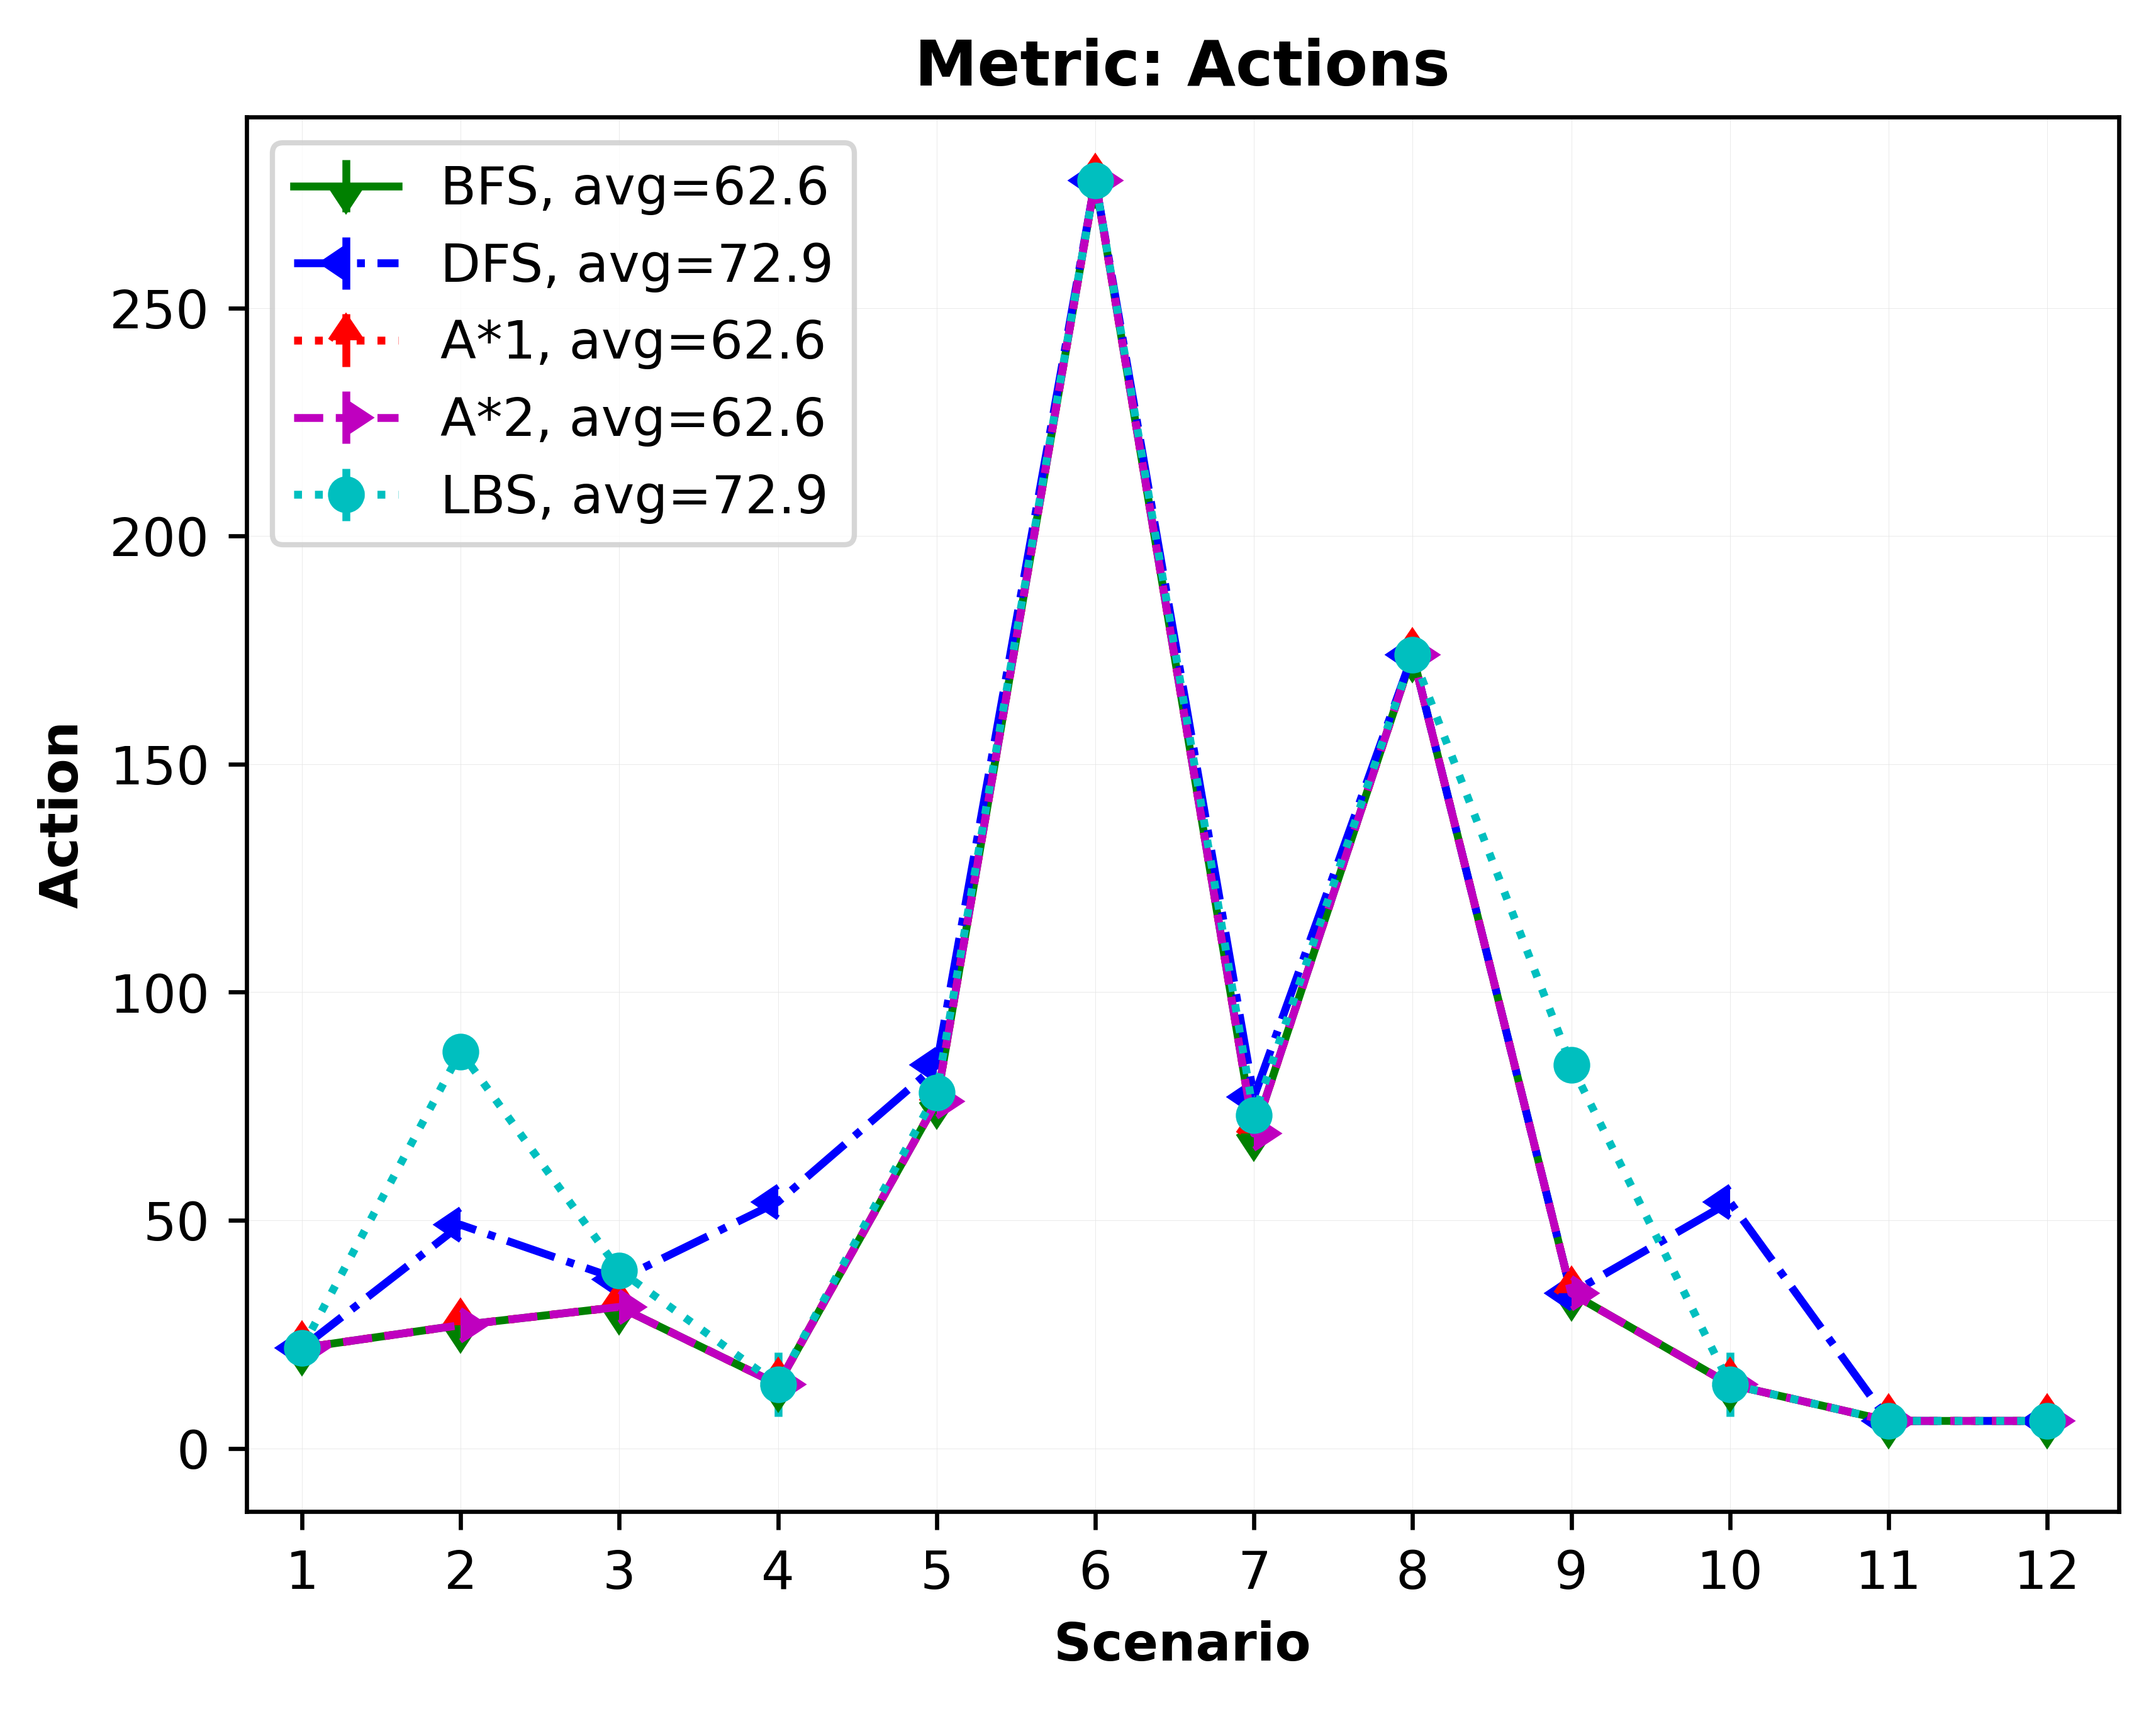 Metric: Actions
BFS, avg=62.6
DFS, avg=72.9
A*1, avg=62.6
A*2, avg=62.6
LBS, avg=72.9
250
200
150
100
50
0
Action
1 2 3 4 5 6 7 8 9 10 11 12
Scenario